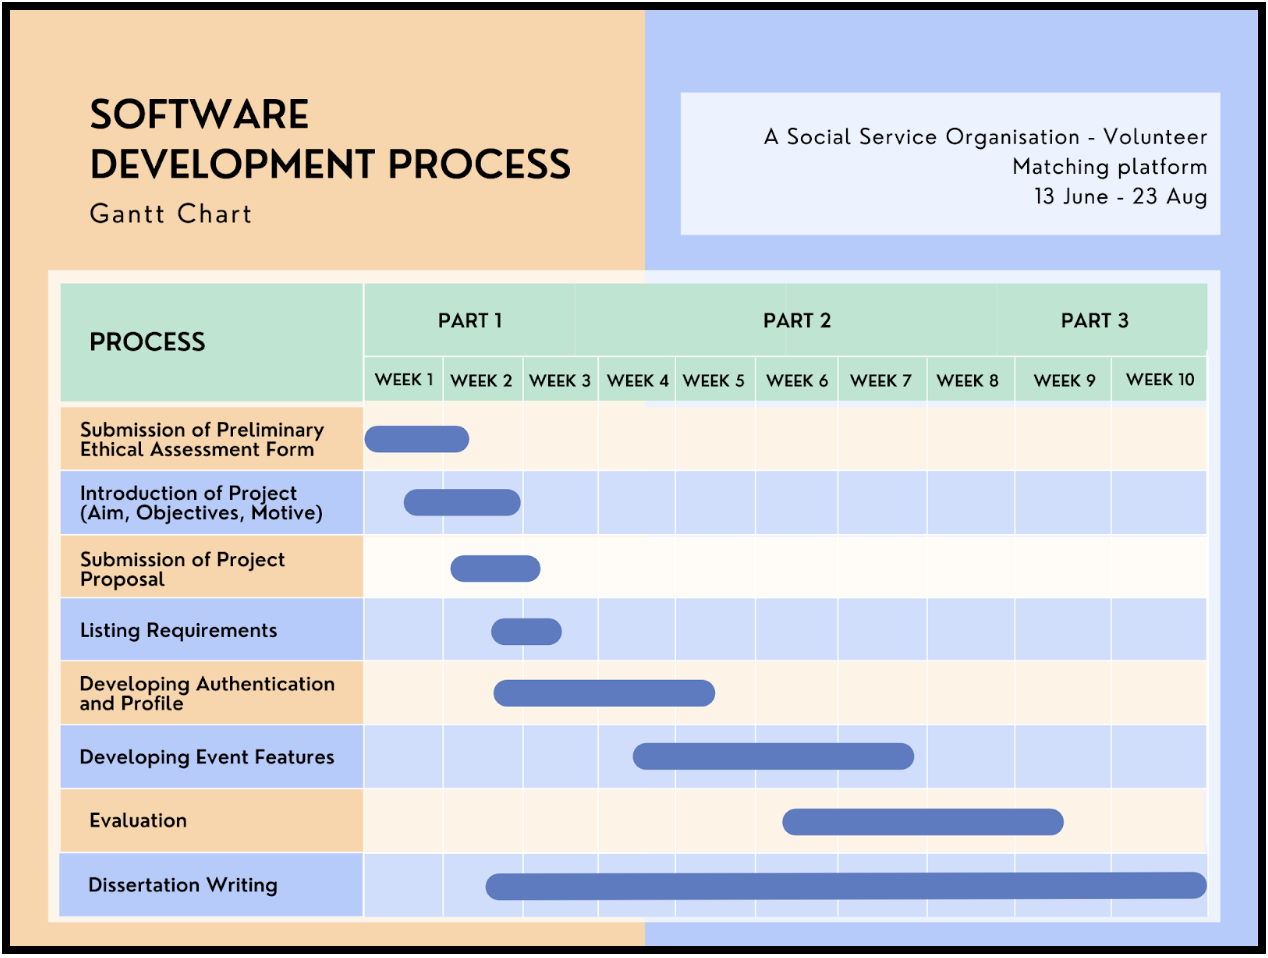 SOFTWARE
DEVELOPMENT PROCESS
Gantt Chart
A Social Service Organisation - Volunteer
Matching platform
13 June - 23 Aug
PROCESS
PART 1 PART 2 PART 3
WEEK 1 WEEK 2 WEEK 3 WEEK 4 WEEK 5 WEEK 6 WEEK 7 WEEK 8 WEEK 9 WEEK 10
Submission of Preliminary
Ethical Assessment Form
Introduction of Project
(Aim, Objectives, Motive)
Submission of Project
Proposal
Listing Requirements
Developing Authentication
and Profile
Developing Event Features
Evaluation
Dissertation Writing